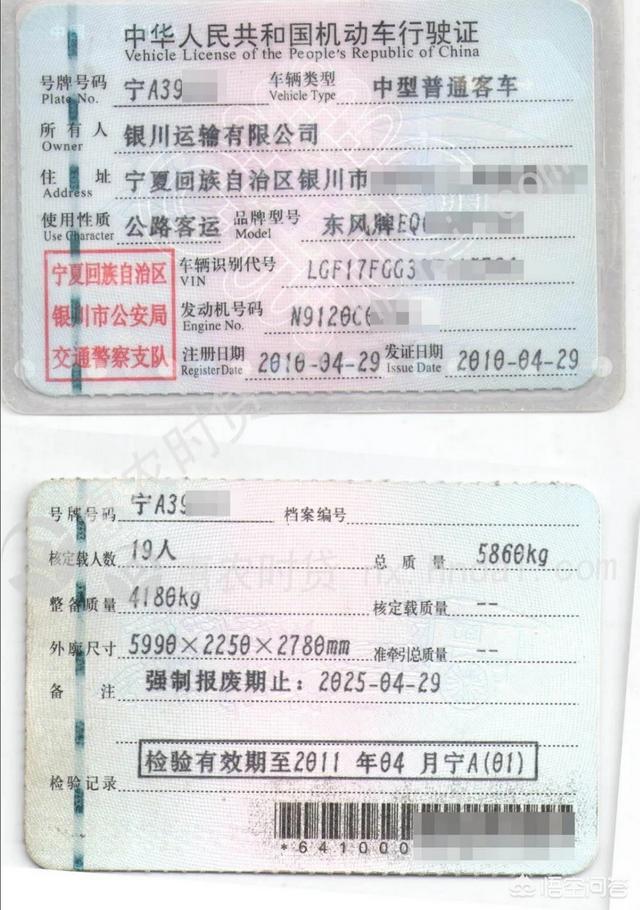 中华人民共和国机动车行驶证
Vehicle License of the People's Republic of China
号牌号码 宁A39 车辆类型 中型普通客车
Plate No. Vehicle Type
所有人 银川运输有限公司
Owner
住址 宁夏回族自治区银川市
Address
使用性质 公路客运 品牌型号 东风牌EQ
Use Character Model
宁夏回族自治区
银川市公安局
交通警察支队
车辆识别代号 LGF17FGG3
VIN
发动机号码 N9120C
Engine No.
注册日期 2010-04-29 发证日期 2010-04-29
Register Date Issue Date
号牌号码 宁A39 档案编号
核定载人数 19人 总质量 5860kg
整备质量 4180kg 核定载质量 --
外廓尺寸 5990×2250×2780mm 准牵引总质量 --
备注 强制报废期止：2025-04-29
检验记录 检验有效期至2011 年04 月宁A(01)
*641000
惠农时贷
悟空问答